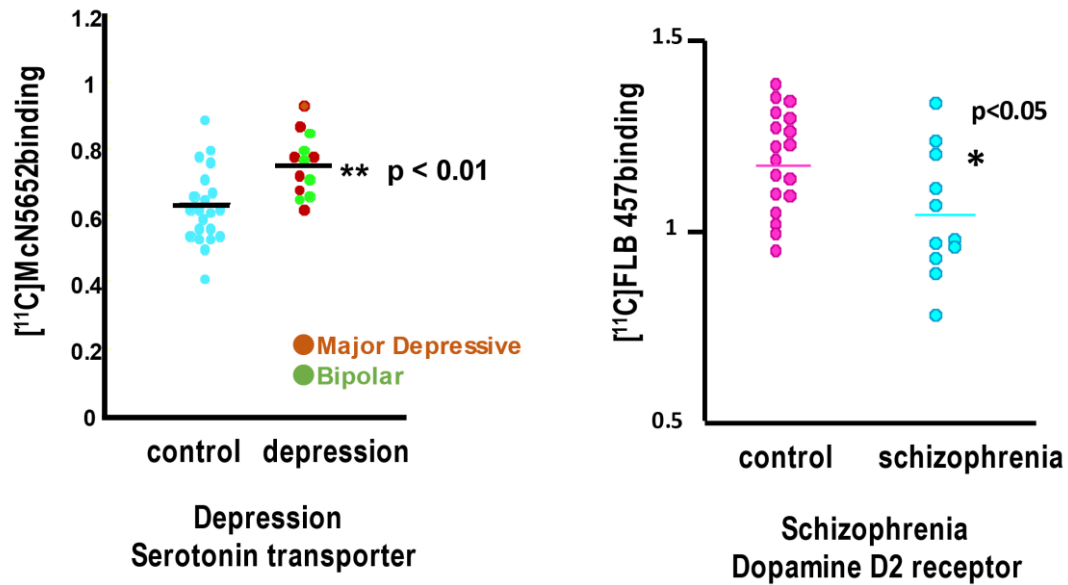 1.2
1
0.8
0.6
0.4
0.2
0
[¹¹C]McN5652binding
** p < 0.01
Major Depressive
Bipolar
control depression
Depression
Serotonin transporter
1.5
1
0.5
[¹¹C]FLB 457binding
p<0.05
*
control schizophrenia
Schizophrenia
Dopamine D2 receptor